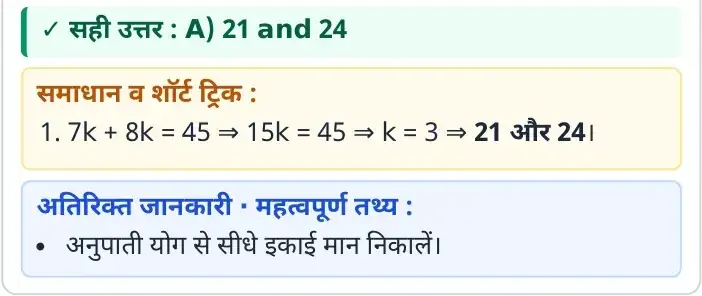 ✓ सही उत्तर : A) 21 and 24
समाधान व शॉर्ट ट्रिक :
1. 7k + 8k = 45 ⇒ 15k = 45 ⇒ k = 3 ⇒ 21 और 24।
अतिरिक्त जानकारी · महत्वपूर्ण तथ्य :
• अनुपाती योग से सीधे इकाई मान निकालें।